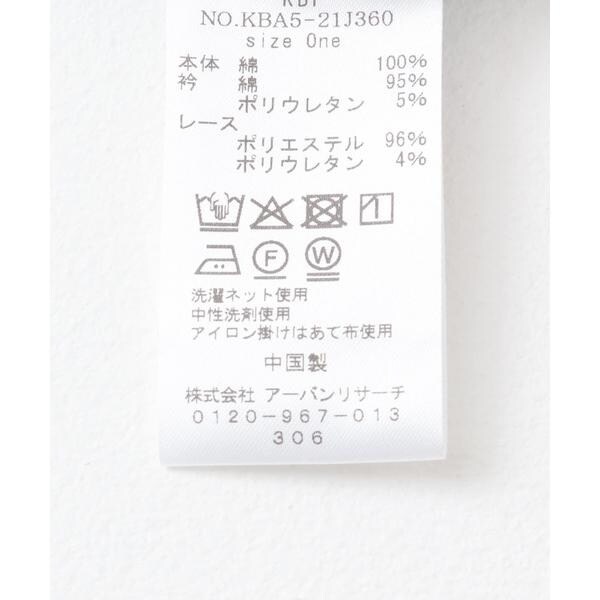 KBF
NO.KBA5-21J360
size One
本体 綿 100%
衿 綿 95%
ポリウレタン 5%
レース
ポリエステル 96%
ポリウレタン 4%
F W
洗濯ネット使用
中性洗剤使用
アイロン掛けはあて布使用
中国製
株式会社 アーバンリサーチ
0120-967-013
306